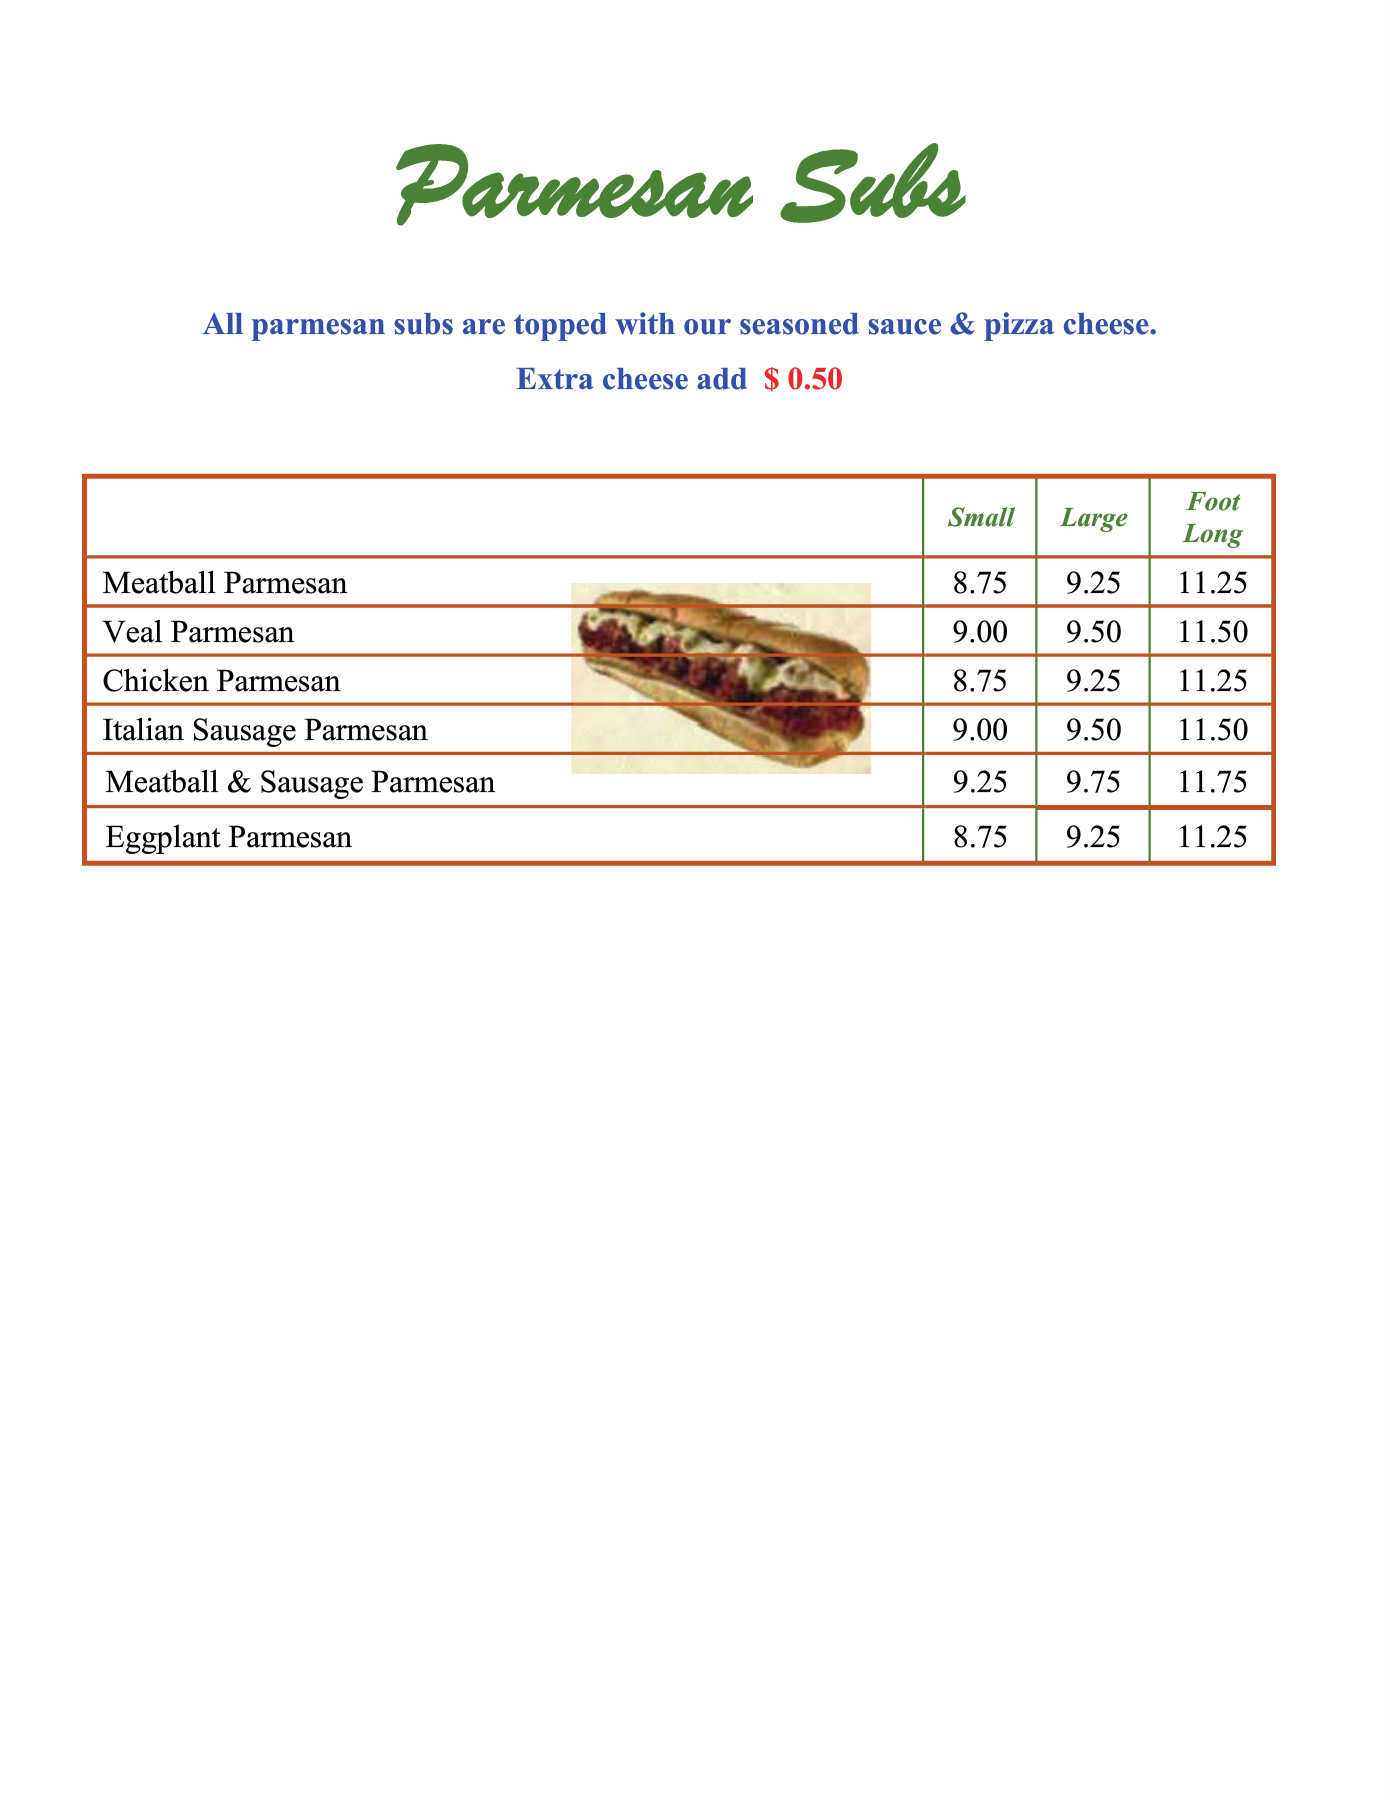 Parmesan Subs
All parmesan subs are topped with our seasoned sauce & pizza cheese.
Extra cheese add $ 0.50
Small Large Foot Long
Meatball Parmesan 8.75 9.25 11.25
Veal Parmesan 9.00 9.50 11.50
Chicken Parmesan 8.75 9.25 11.25
Italian Sausage Parmesan 9.00 9.50 11.50
Meatball & Sausage Parmesan 9.25 9.75 11.75
Eggplant Parmesan 8.75 9.25 11.25